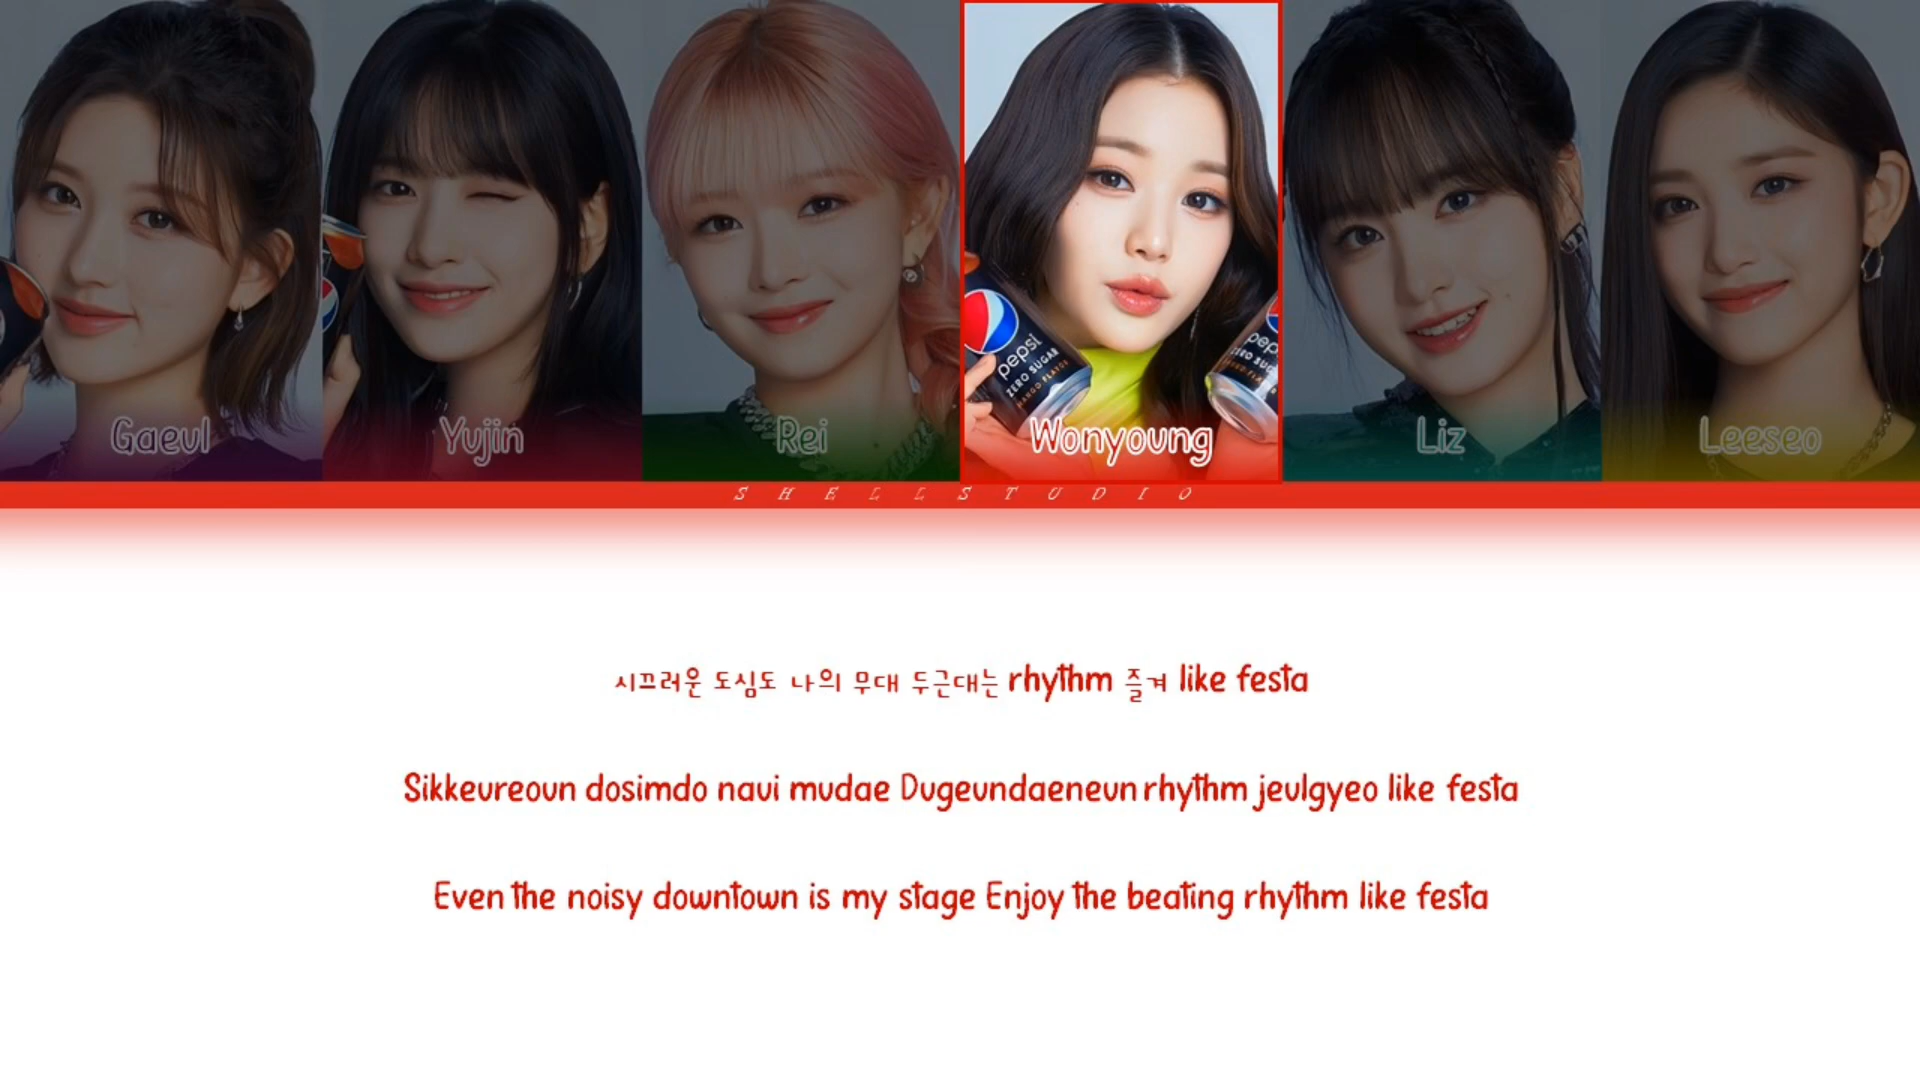 Gaeul Yujin Rei Wonyoung Liz Leeseo
pepsi
ZERO SUGAR
MANGO FLAVOR
SHELLSTUDIO
시끄러운 도심도 나의 무대 두근대는 rhythm 즐겨 like festa
Sikkeureoun dosimdo naui mudae Dugeundaeneun rhythm jeulgyeo like festa
Even the noisy downtown is my stage Enjoy the beating rhythm like festa